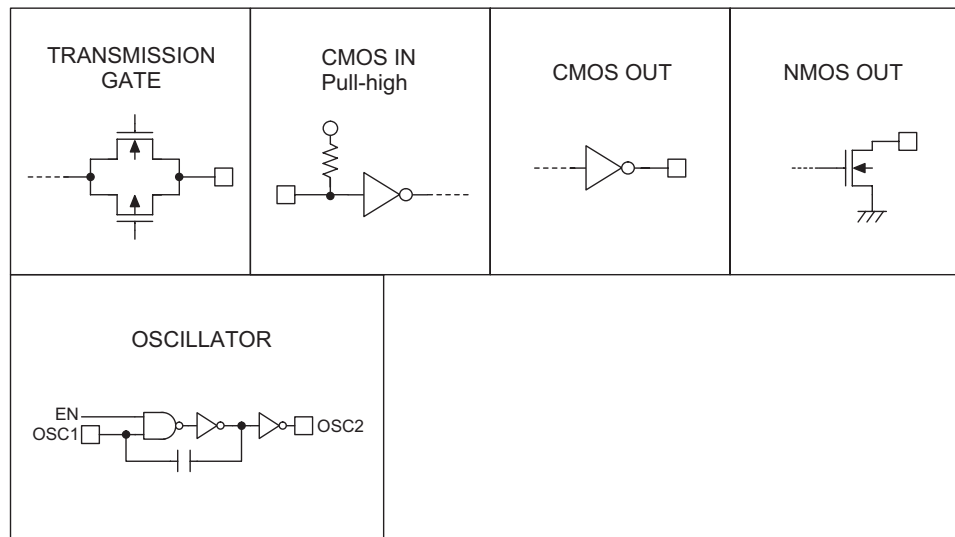 TRANSMISSION
GATE
CMOS IN
Pull-high
CMOS OUT
NMOS OUT
OSCILLATOR
EN
OSC1
OSC2